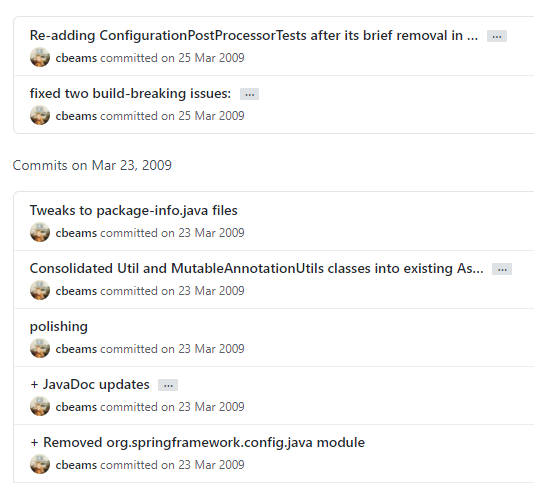 Re-adding ConfigurationPostProcessorTests after its brief removal in ... ...
cbeams committed on 25 Mar 2009
fixed two build-breaking issues: ...
cbeams committed on 25 Mar 2009
Commits on Mar 23, 2009
Tweaks to package-info.java files
cbeams committed on 23 Mar 2009
Consolidated Util and MutableAnnotationUtils classes into existing As... ...
cbeams committed on 23 Mar 2009
polishing
cbeams committed on 23 Mar 2009
+ JavaDoc updates ...
cbeams committed on 23 Mar 2009
+ Removed org.springframework.config.java module
cbeams committed on 23 Mar 2009